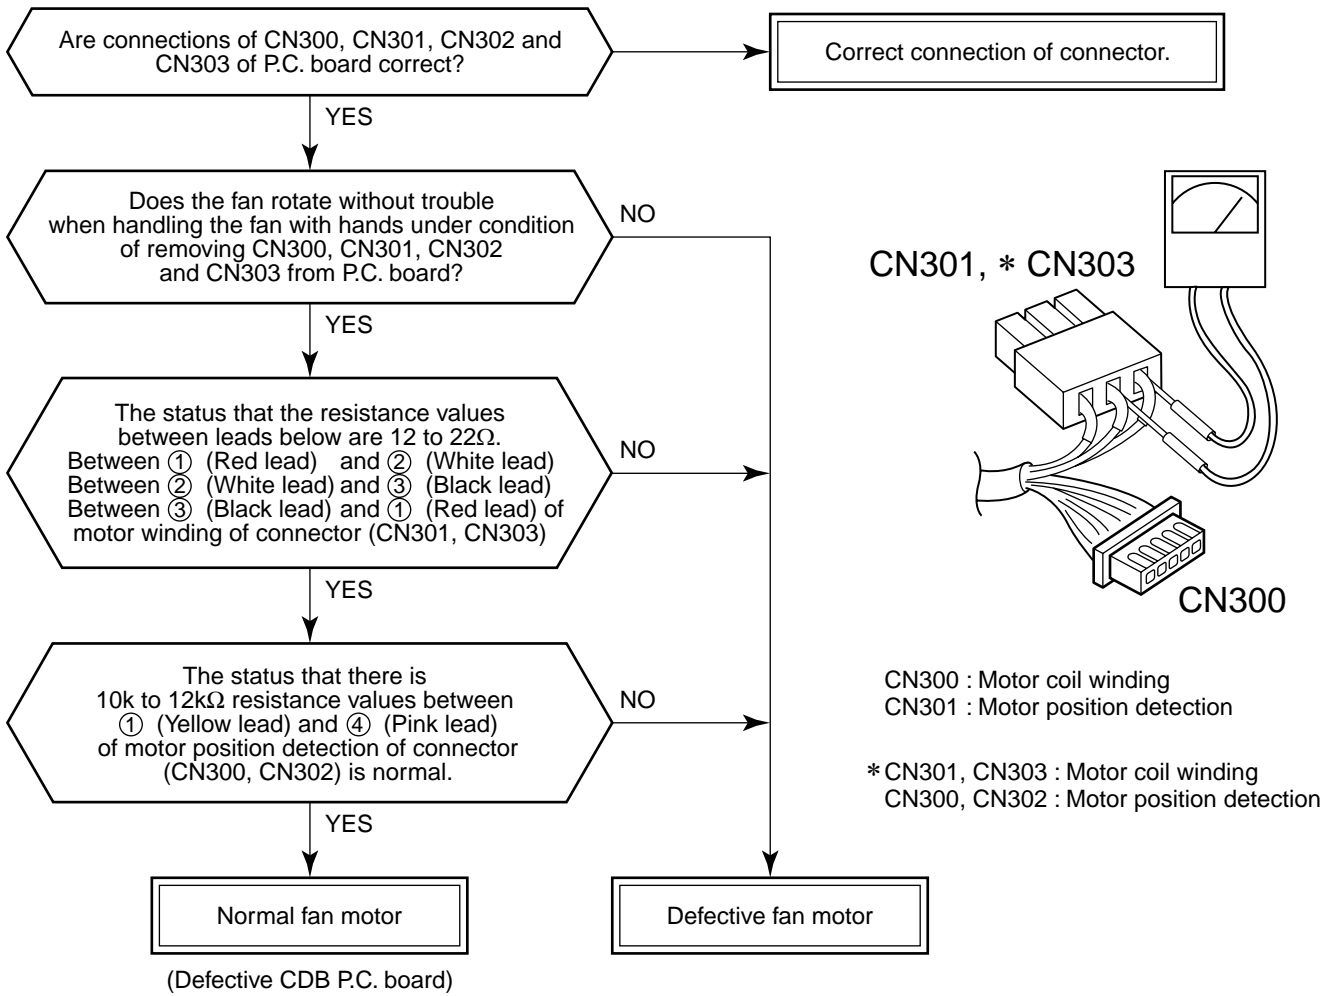 Are connections of CN300, CN301, CN302 and
CN303 of P.C. board correct?
Correct connection of connector.
YES
Does the fan rotate without trouble
when handling the fan with hands under condition
of removing CN300, CN301, CN302
and CN303 from P.C. board?
NO
YES
The status that the resistance values
between leads below are 12 to 22Ω.
Between ① (Red lead) and ② (White lead)
Between ② (White lead) and ③ (Black lead)
Between ③ (Black lead) and ① (Red lead) of
motor winding of connector (CN301, CN303)
NO
YES
The status that there is
10k to 12kΩ resistance values between
① (Yellow lead) and ④ (Pink lead)
of motor position detection of connector
(CN300, CN302) is normal.
NO
YES
Normal fan motor
(Defective CDB P.C. board)
Defective fan motor
CN301, * CN303
CN300
CN300 : Motor coil winding
CN301 : Motor position detection
* CN301, CN303 : Motor coil winding
CN300, CN302 : Motor position detection